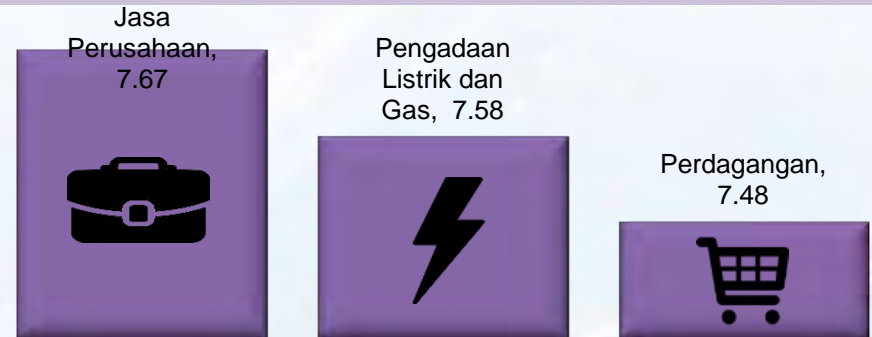 Jasa
Perusahaan,
7.67
Pengadaan
Listrik dan
Gas, 7.58
Perdagangan,
7.48